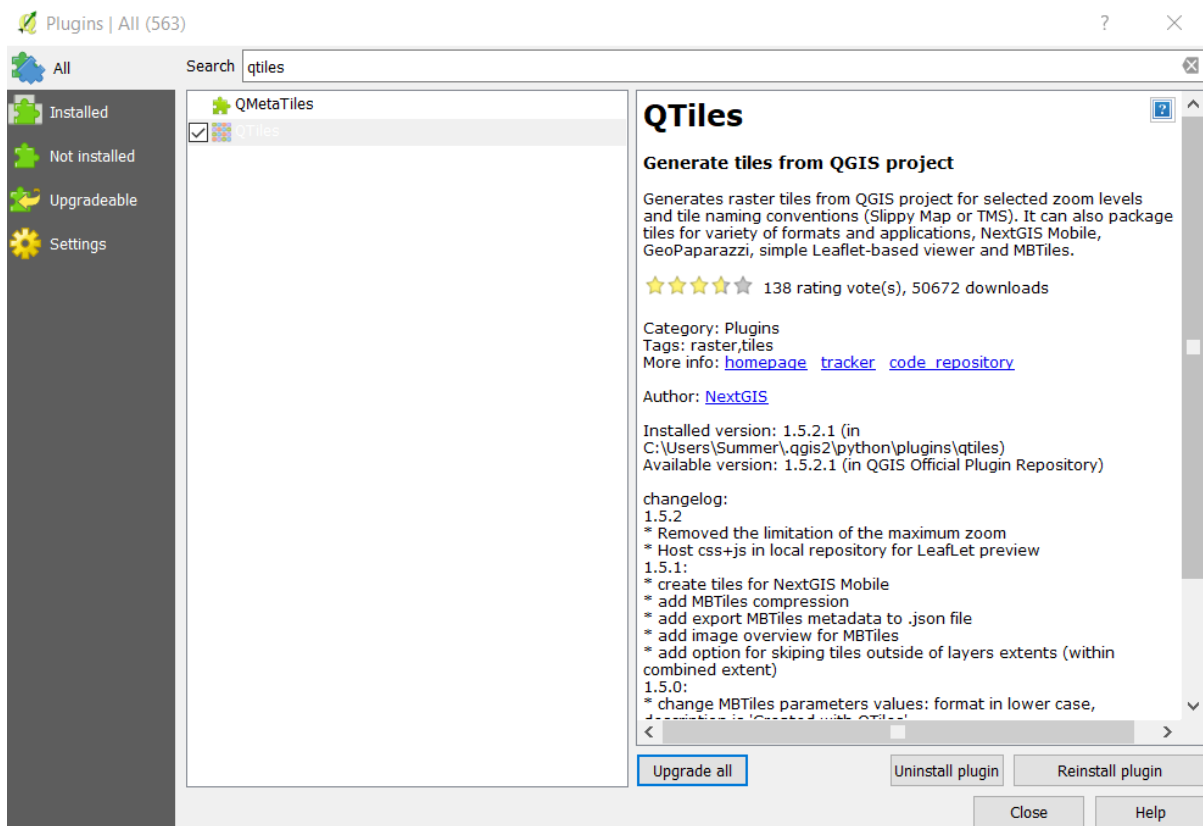 Plugins | All (563)
?
All
Installed
Not installed
Upgradeable
Settings
Search qtiles
QMetaTiles
QTiles
QTiles
?
Generate tiles from QGIS project
Generates raster tiles from QGIS project for selected zoom levels
and tile naming conventions (Slippy Map or TMS). It can also package
tiles for variety of formats and applications, NextGIS Mobile,
GeoPaparazzi, simple Leaflet-based viewer and MBTiles.
138 rating vote(s), 50672 downloads
Category: Plugins
Tags: raster,tiles
More info: homepage tracker code_repository
Author: NextGIS
Installed version: 1.5.2.1 (in
C:\Users\Summer\.qgis2\python\plugins\qtiles)
Available version: 1.5.2.1 (in QGIS Official Plugin Repository)
changelog:
1.5.2
* Removed the limitation of the maximum zoom
* Host css+js in local repository for LeafLet preview
1.5.1:
* create tiles for NextGIS Mobile
* add MBTiles compression
* add export MBTiles metadata to .json file
* add image overview for MBTiles
* add option for skiping tiles outside of layers extents (within
combined extent)
1.5.0:
* change MBTiles parameters values: format in lower case,
description is 'Created with QTiles'
Upgrade all
Uninstall plugin
Reinstall plugin
Close
Help